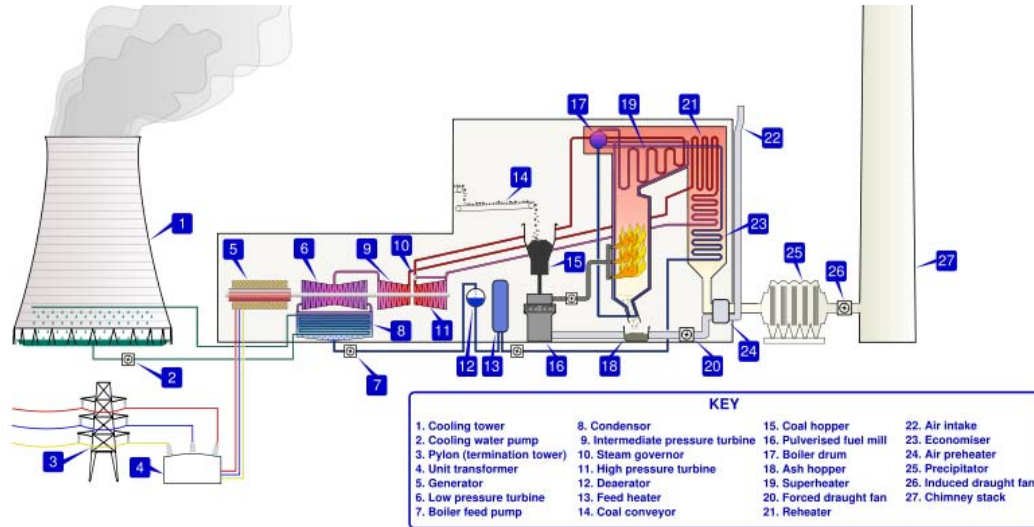 17
19
21
22
14
1
5
6
9
10
15
23
25
26
27
8
11
2
7
12
13
16
18
20
24
3
4
KEY
1. Cooling tower
2. Cooling water pump
3. Pylon (termination tower)
4. Unit transformer
5. Generator
6. Low pressure turbine
7. Boiler feed pump
8. Condensor
9. Intermediate pressure turbine
10. Steam governor
11. High pressure turbine
12. Deaerator
13. Feed heater
14. Coal conveyor
15. Coal hopper
16. Pulverised fuel mill
17. Boiler drum
18. Ash hopper
19. Superheater
20. Forced draught fan
21. Reheater
22. Air intake
23. Economiser
24. Air preheater
25. Precipitator
26. Induced draught fan
27. Chimney stack